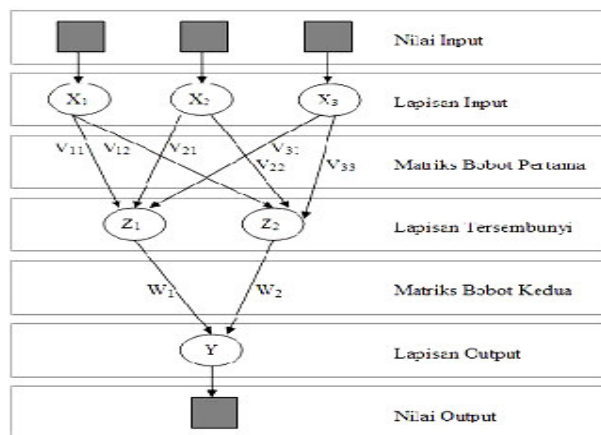 Nilai Input
X₁ X₂ X₃ Lapisan Input
V₁₁ V₁₂ V₂₁ V₂₂ V₃₁ V₃₃ Matriks Bobot Pertama
Z₁ Z₂ Lapisan Tersembunyi
W₁ W₂ Matriks Bobot Kedua
Y Lapisan Output
Nilai Output